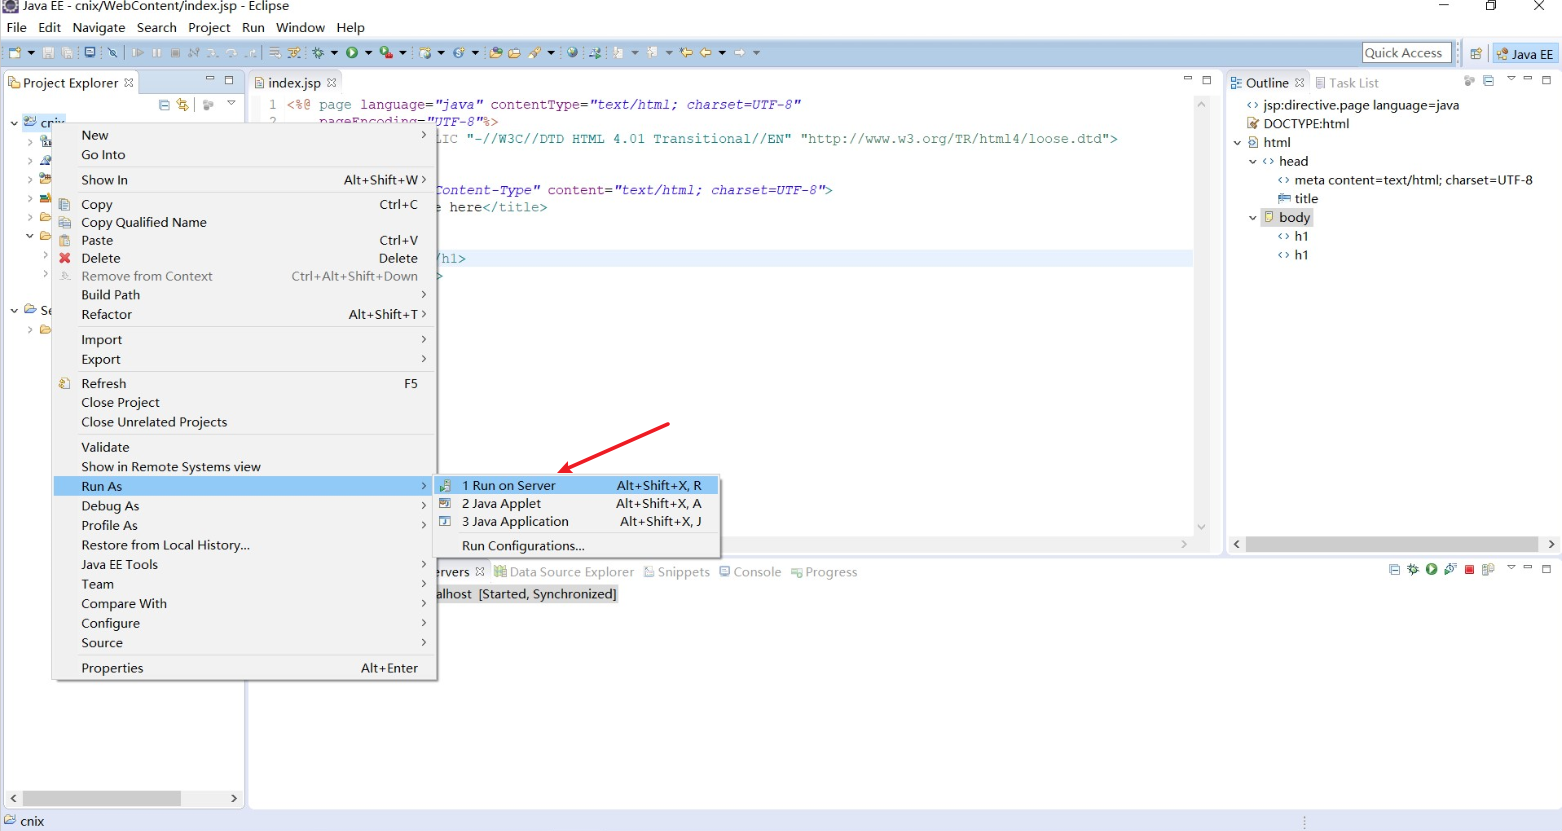 Java EE - cnix/WebContent/index.jsp - Eclipse
File Edit Navigate Search Project Run Window Help
Quick Access
Java EE
Project Explorer
index.jsp
Outline
Task List
cnix
1 <%@ page language="java" contentType="text/html; charset=UTF-8"
2 pageEncoding="UTF-8"%>
LIC "-//W3C//DTD HTML 4.01 Transitional//EN" "http://www.w3.org/TR/html4/loose.dtd">
Content-Type" content="text/html; charset=UTF-8">
e here</title>
/h1>
>
Se
New
Go Into
Show In Alt+Shift+W
Copy Ctrl+C
Copy Qualified Name
Paste Ctrl+V
Delete Delete
Remove from Context Ctrl+Alt+Shift+Down
Build Path
Refactor Alt+Shift+T
Import
Export
Refresh F5
Close Project
Close Unrelated Projects
Validate
Show in Remote Systems view
Run As
Debug As
Profile As
Restore from Local History...
Java EE Tools
Team
Compare With
Configure
Source
Properties Alt+Enter
1 Run on Server Alt+Shift+X, R
2 Java Applet Alt+Shift+X, A
3 Java Application Alt+Shift+X, J
Run Configurations...
jsp:directive.page language=java
DOCTYPE:html
html
head
meta content=text/html; charset=UTF-8
title
body
h1
h1
ervers
Data Source Explorer
Snippets
Console
Progress
alhost [Started, Synchronized]
cnix